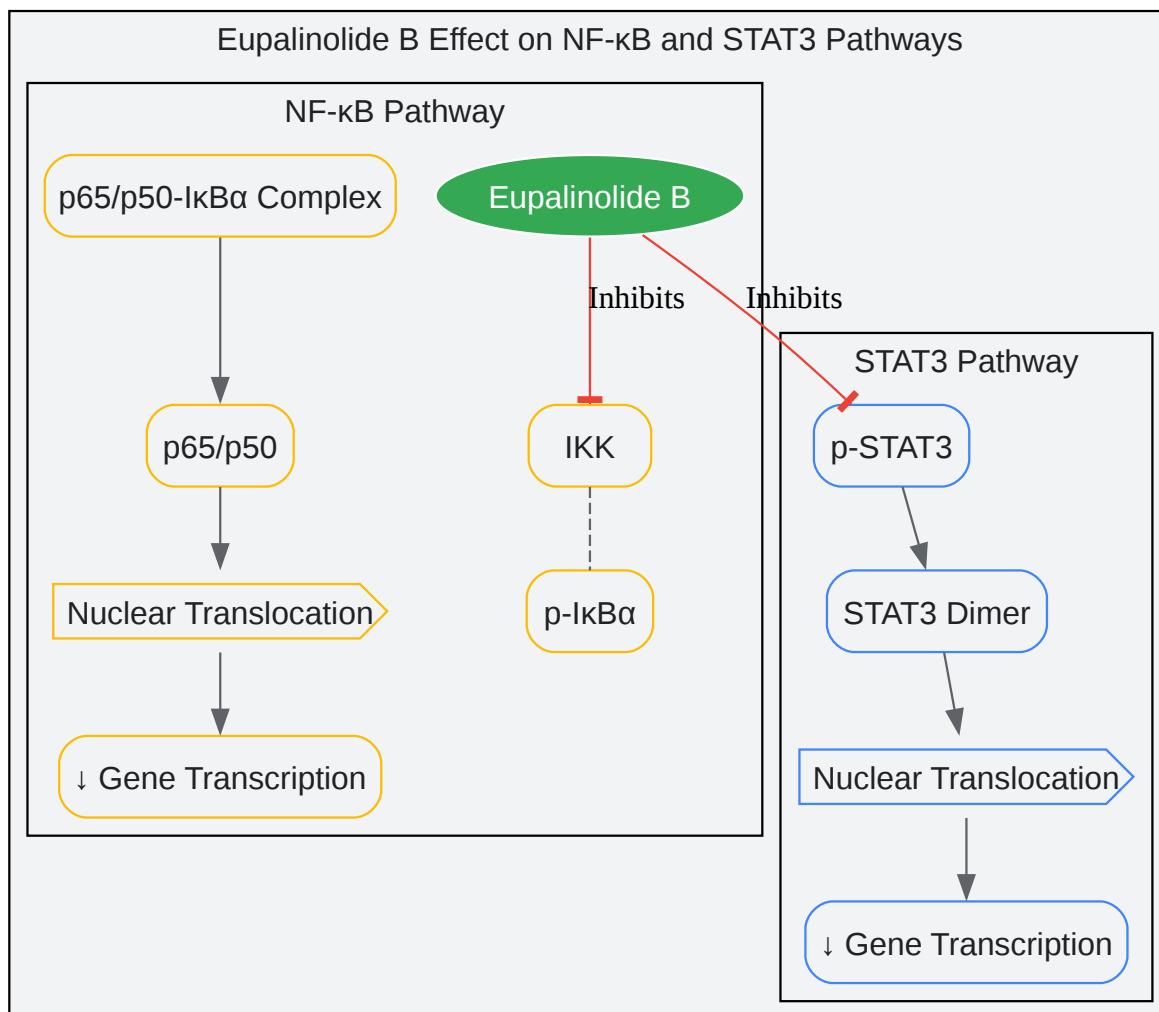 Eupalinolide B Effect on NF-κB and STAT3 Pathways
NF-κB Pathway
p65/p50-IκBα Complex
Eupalinolide B
Inhibits
Inhibits
STAT3 Pathway
p65/p50
IKK
p-STAT3
Nuclear Translocation
p-IκBα
STAT3 Dimer
↓ Gene Transcription
Nuclear Translocation
↓ Gene Transcription